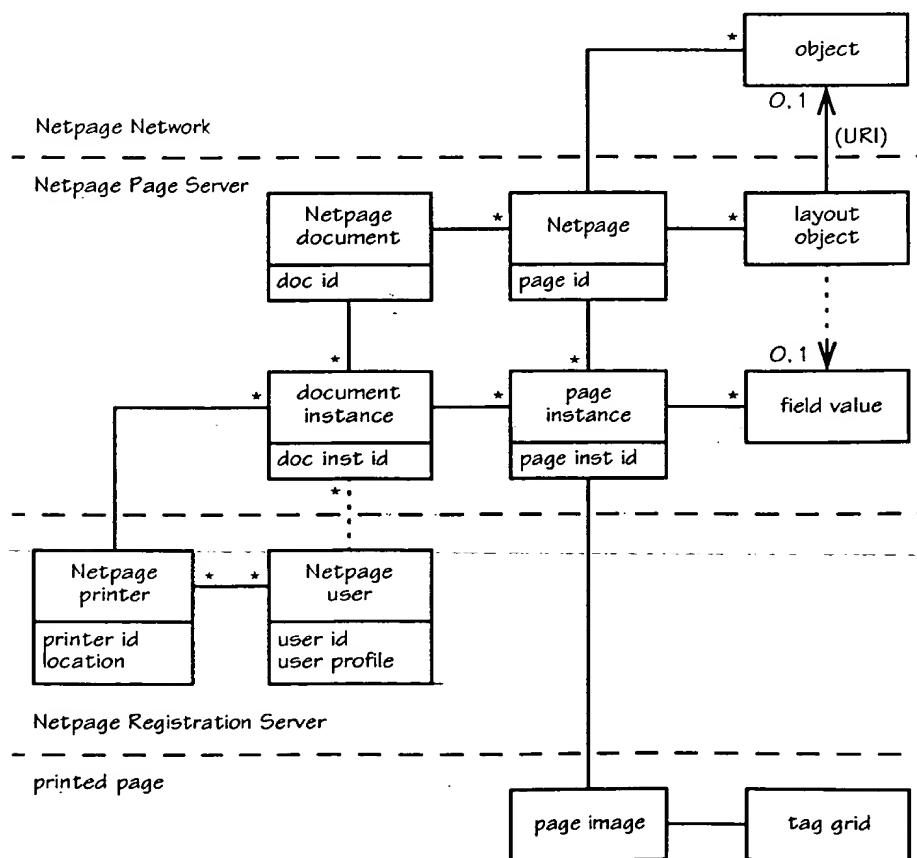 *
object
O, 1
Netpage Network
(URI)
Netpage Page Server
Netpage
document
*
Netpage
*
layout
object
doc id
page id
*
*
O, 1
*
document
instance
*
page
instance
*
field value
doc inst id
page inst id
*
Netpage
printer
*
*
Netpage
user
printer id
location
user id
user profile
Netpage Registration Server
printed page
page image
tag grid